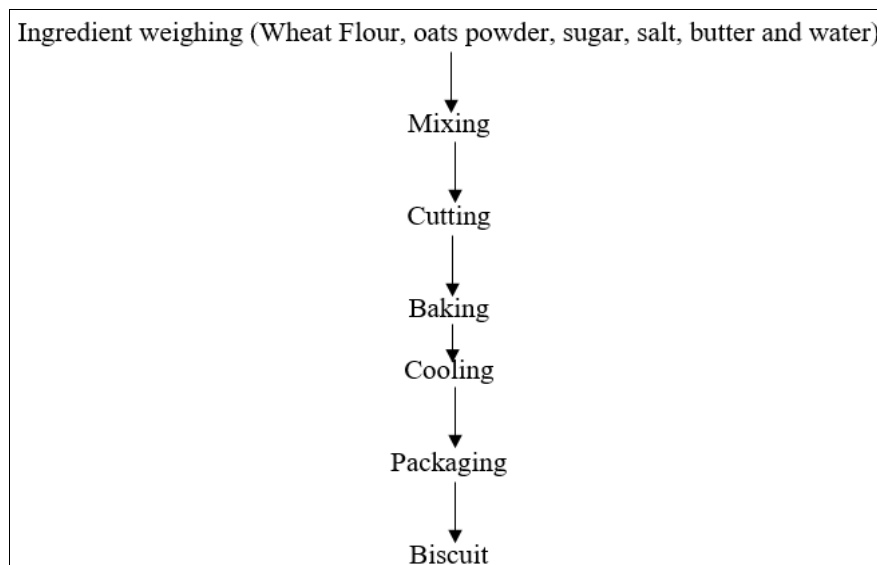 Ingredient weighing (Wheat Flour, oats powder, sugar, salt, butter and water)
Mixing
Cutting
Baking
Cooling
Packaging
Biscuit